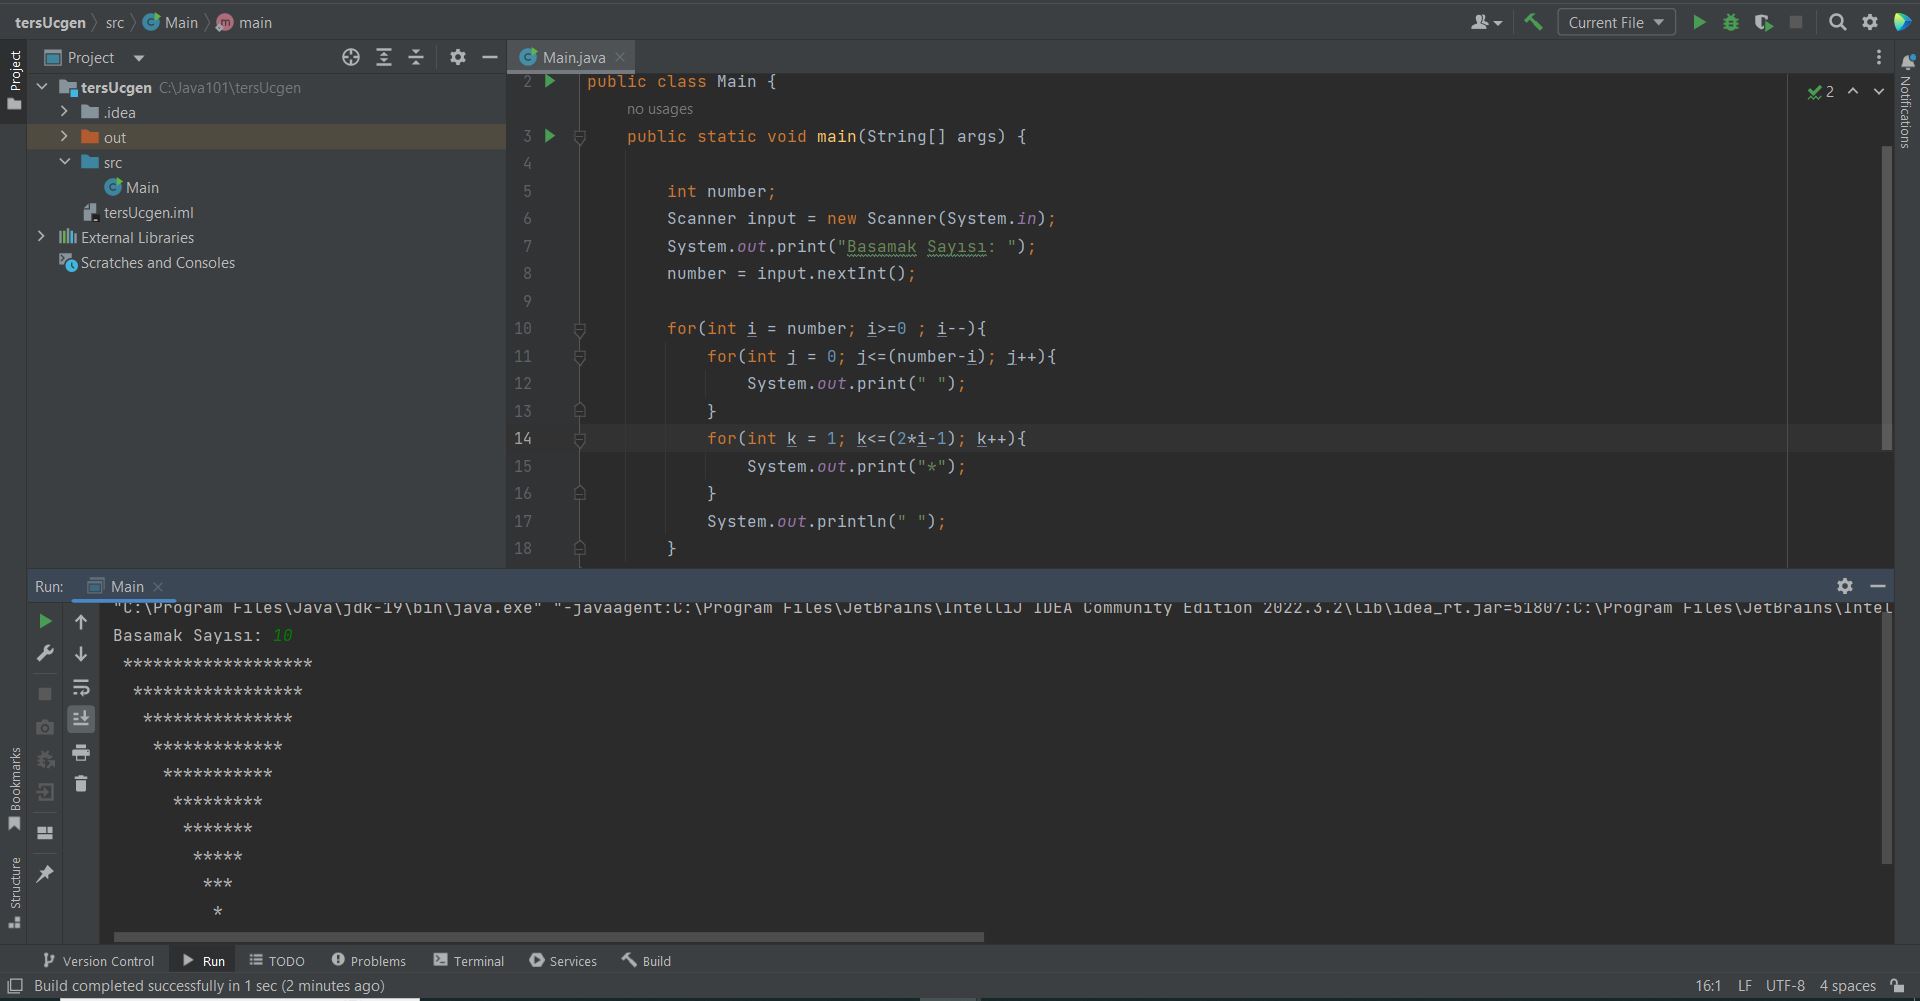 tersUcgen
src
Main
main
Current File
Project
Project
Main.java
Notifications
tersUcgen C:\Java101\tersUcgen
.idea
out
src
Main
tersUcgen.iml
External Libraries
Scratches and Consoles
2
2 public class Main {
no usages
3 public static void main(String[] args) {
4
5 int number;
6 Scanner input = new Scanner(System.in);
7 System.out.print("Basamak Sayısı: ");
8 number = input.nextInt();
9
10 for(int i = number; i>=0 ; i--){
11 for(int j = 0; j<=(number-i); j++){
12 System.out.print(" ");
13 }
14 for(int k = 1; k<=(2*i-1); k++){
15 System.out.print("*");
16 }
17 System.out.println(" ");
18 }
Run: Main
"C:\Program Files\Java\jdk-19\bin\java.exe" "-javaagent:C:\Program Files\JetBrains\IntelliJ IDEA Community Edition 2022.3.2\lib\idea_rt.jar=51807:C:\Program Files\JetBrains\Intel
Basamak Sayısı: 10
*******************
*****************
***************
*************
***********
*********
*******
*****
***
*
Bookmarks
Structure
Version Control
Run
TODO
Problems
Terminal
Services
Build
Build completed successfully in 1 sec (2 minutes ago)
16:1 LF UTF-8 4 spaces